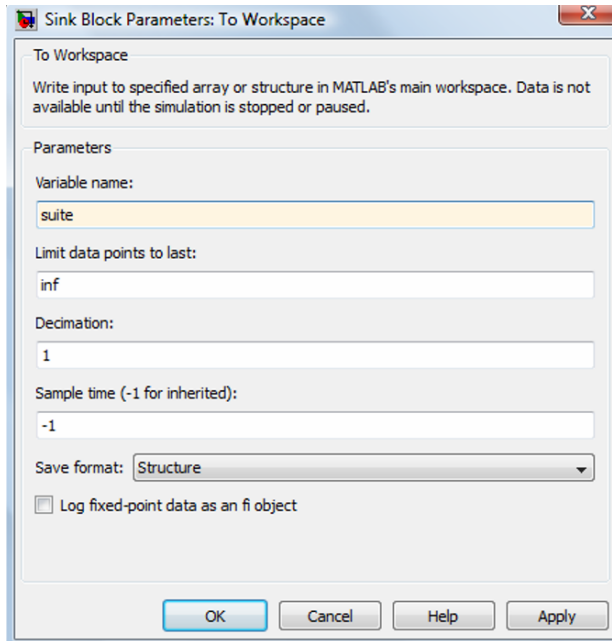 Sink Block Parameters: To Workspace
To Workspace
Write input to specified array or structure in MATLAB's main workspace. Data is not
available until the simulation is stopped or paused.
Parameters
Variable name:
suite
Limit data points to last:
inf
Decimation:
1
Sample time (-1 for inherited):
-1
Save format: Structure
Log fixed-point data as an fi object
OK Cancel Help Apply